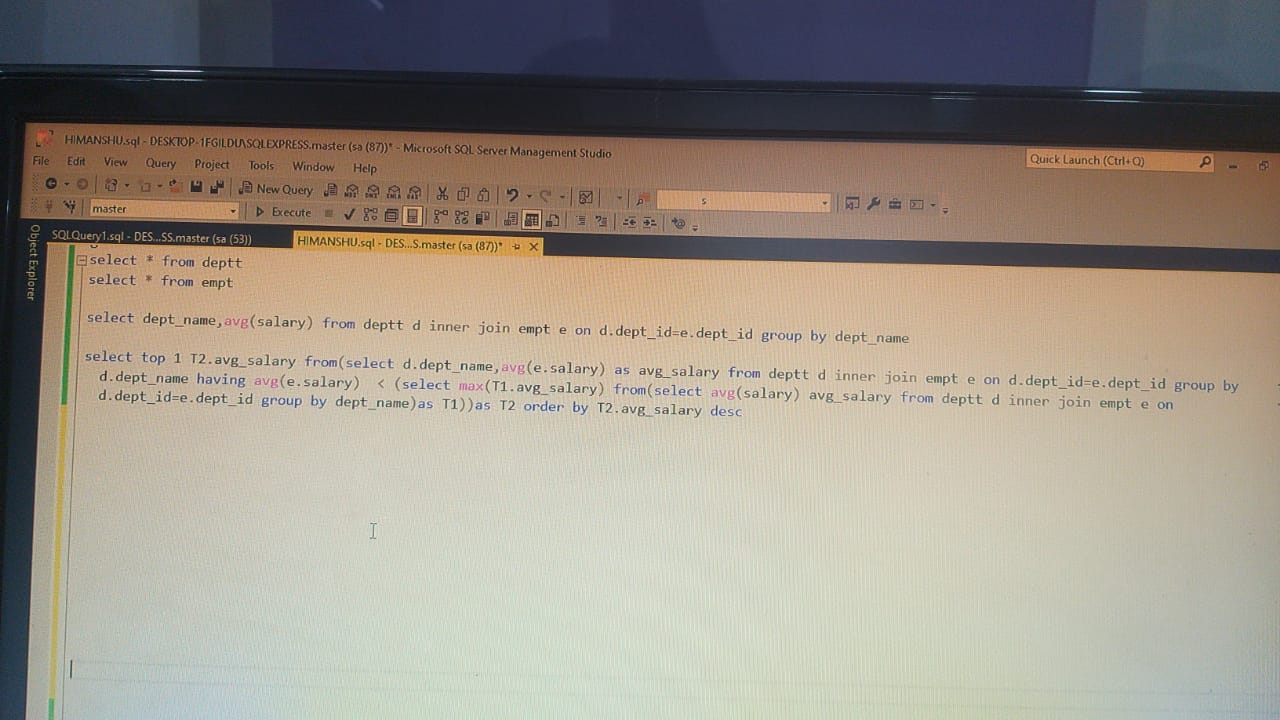 HIMANSHU.sql - DESKTOP-1FGILDU\SQLEXPRESS.master (sa (87))* - Microsoft SQL Server Management Studio
Quick Launch (Ctrl+Q)
File Edit View Query Project Tools Window Help
New Query
s
master
Execute
Object Explorer
SQLQuery1.sql - DES...SS.master (sa (53))
HIMANSHU.sql - DES...S.master (sa (87))*
select * from deptt
select * from empt
select dept_name,avg(salary) from deptt d inner join empt e on d.dept_id=e.dept_id group by dept_name
select top 1 T2.avg_salary from(select d.dept_name,avg(e.salary) as avg_salary from deptt d inner join empt e on d.dept_id=e.dept_id group by
d.dept_name having avg(e.salary) < (select max(T1.avg_salary) from(select avg(salary) avg_salary from deptt d inner join empt e on
d.dept_id=e.dept_id group by dept_name)as T1))as T2 order by T2.avg_salary desc